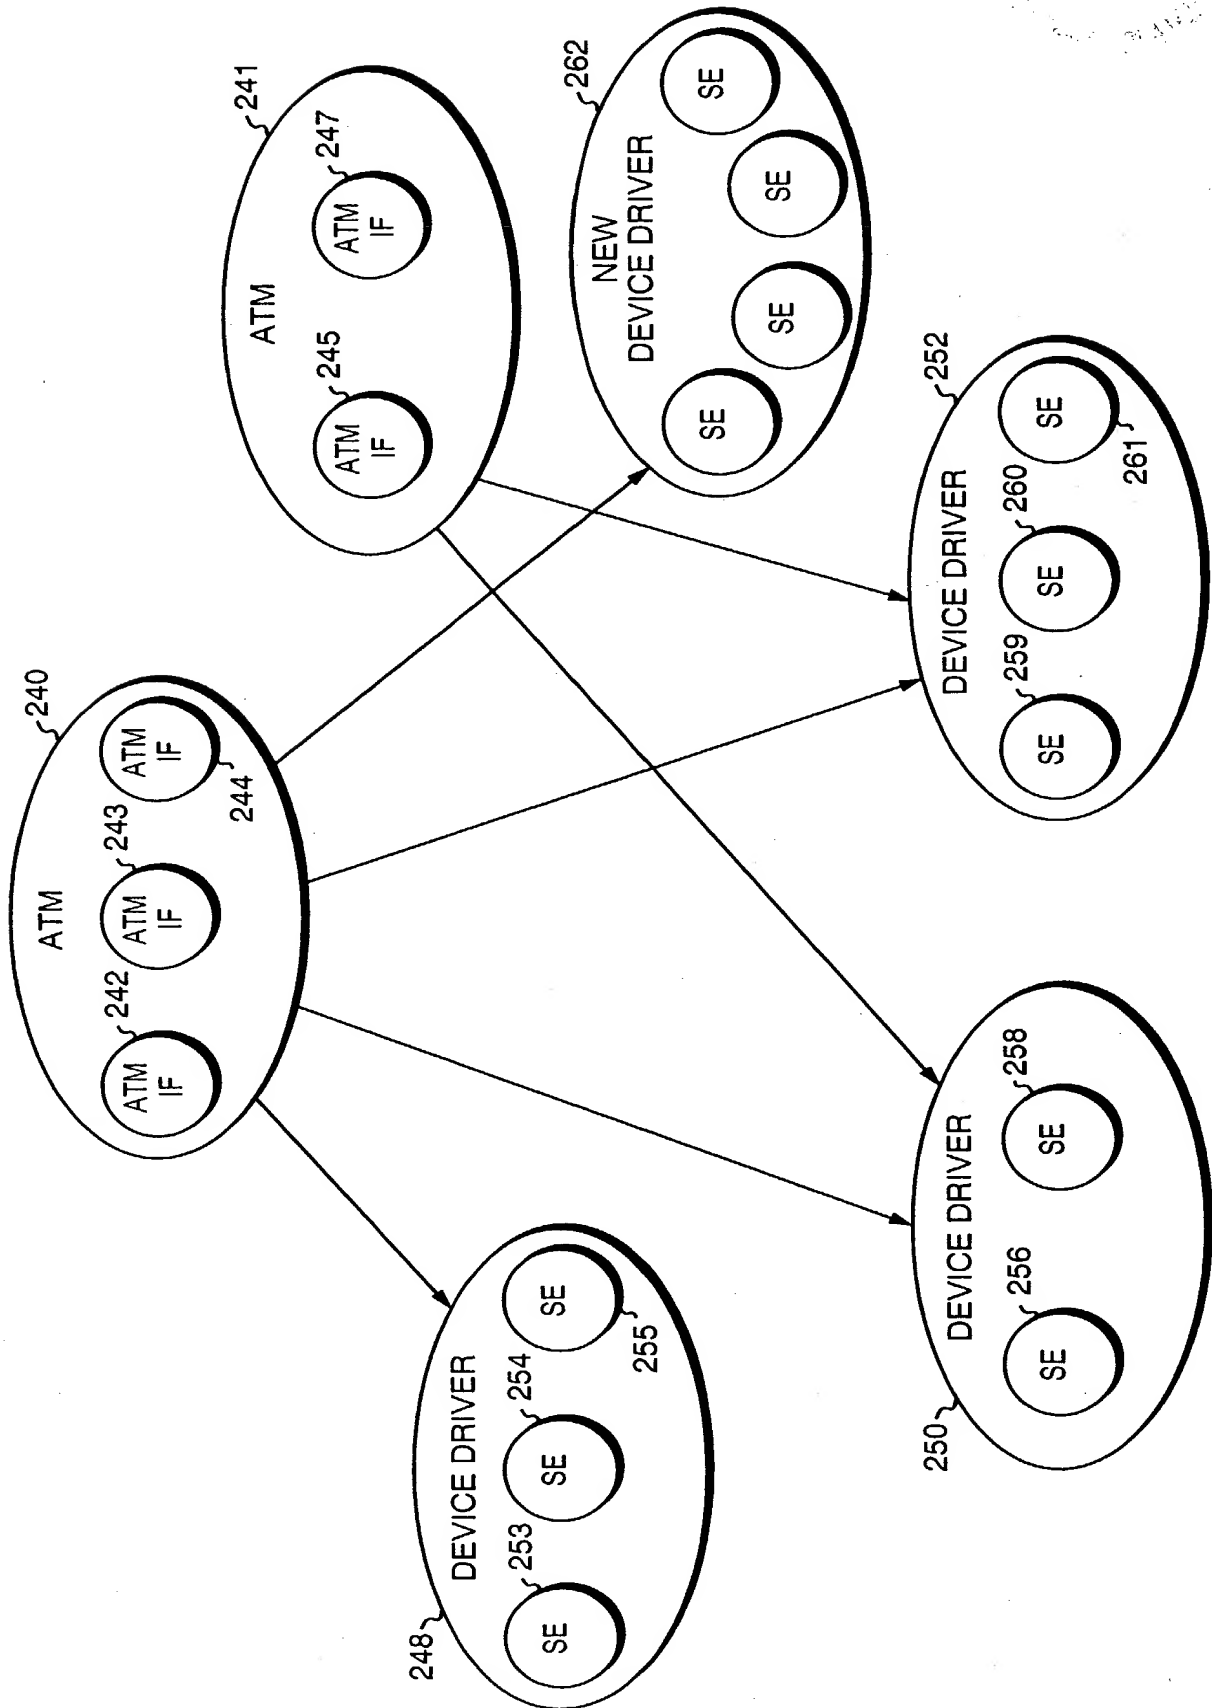 240
ATM
242
243
ATM
IF
ATM
IF
ATM
IF
244
241
ATM
245
247
ATM
IF
ATM
IF
248
DEVICE DRIVER
253
254
SE
SE
SE
255
262
NEW
DEVICE DRIVER
SE
SE
SE
SE
250
DEVICE DRIVER
256
258
SE
SE
252
DEVICE DRIVER
259
260
SE
SE
SE
261